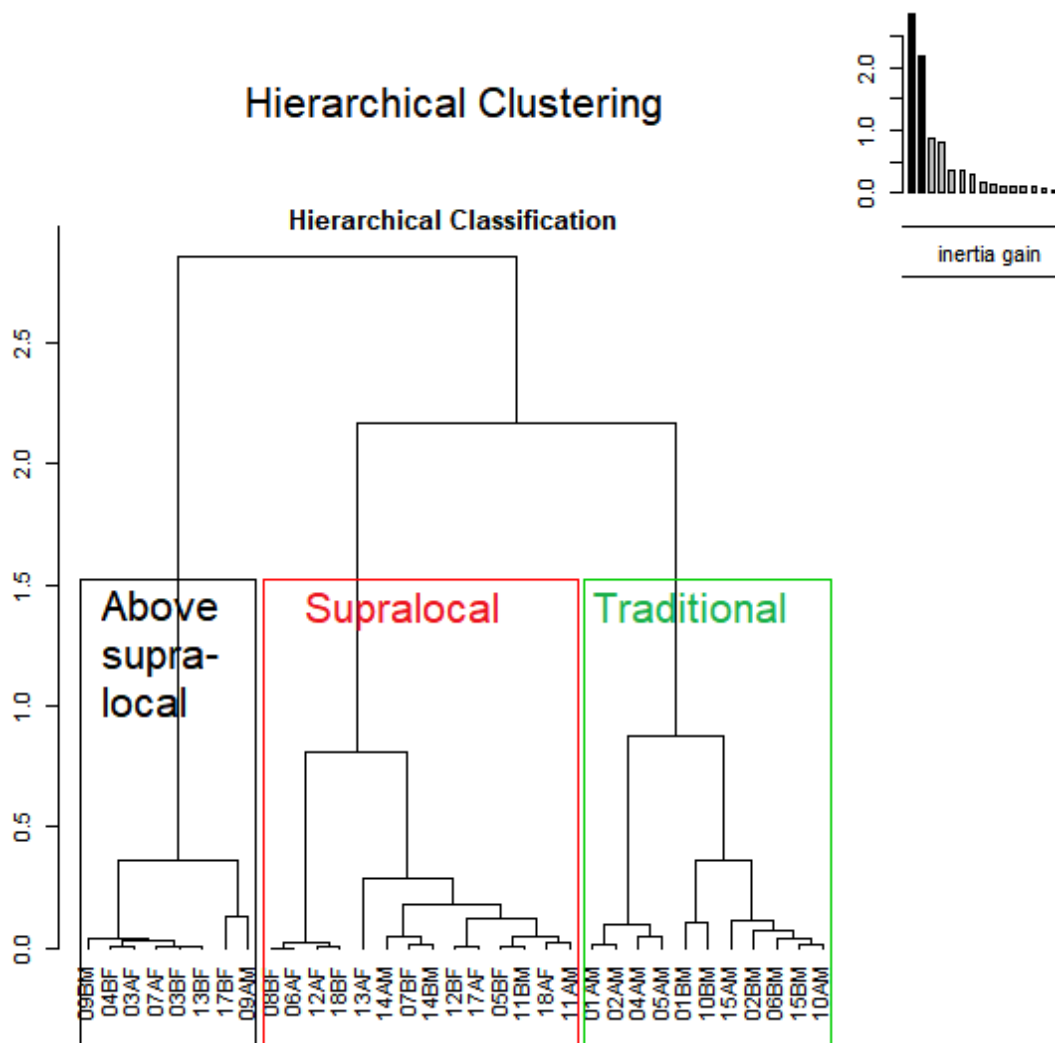 Hierarchical Clustering
2.0
1.0
0.0
inertia gain
Hierarchical Classification
2.5
2.0
1.5
1.0
0.5
0.0
Above
supra-
local
Supralocal
Traditional
09BM
04BF
03AF
07AF
03BF
13BF
17BF
09AM
08BF
06AF
12AF
18BF
13AF
14AM
07BF
14BM
12BF
17AF
05BF
11BM
18AF
11AM
01AM
02AM
04AM
05AM
01BM
10BM
15AM
02BM
06BM
15BM
10AM